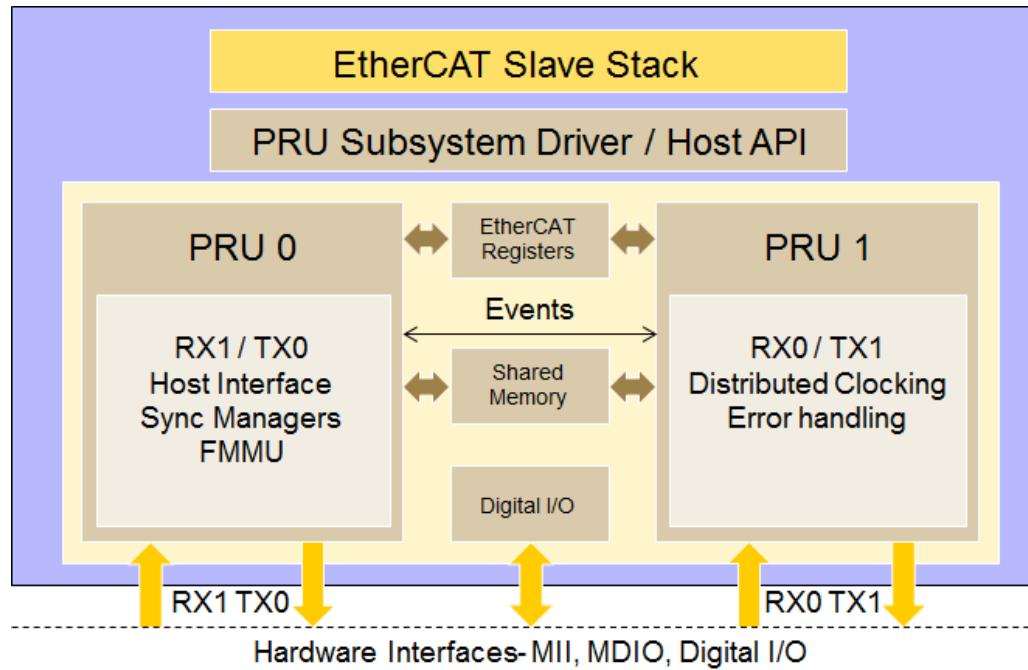 EtherCAT Slave Stack
PRU Subsystem Driver / Host API
PRU 0
EtherCAT
Registers
PRU 1
Events
RX1 / TX0
Host Interface
Sync Managers
FMMU
Shared
Memory
RX0 / TX1
Distributed Clocking
Error handling
Digital I/O
RX1 TX0
RX0 TX1
Hardware Interfaces- MII, MDIO, Digital I/O